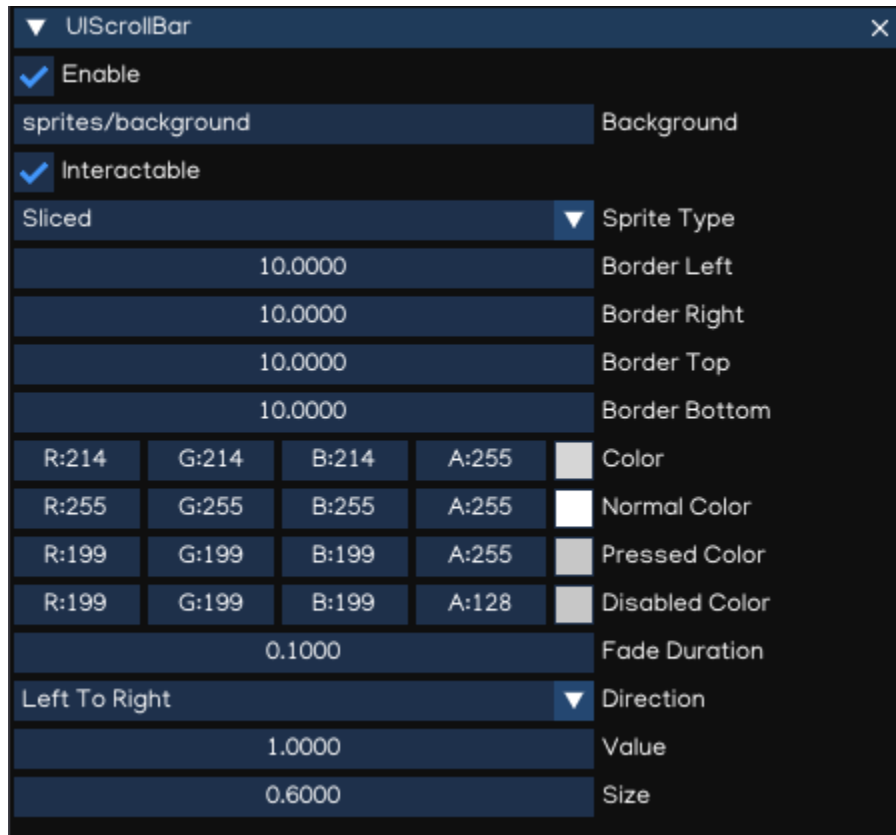 UIScrollBar
Enable
sprites/background Background
Interactable
Sliced Sprite Type
10.0000 Border Left
10.0000 Border Right
10.0000 Border Top
10.0000 Border Bottom
R:214 G:214 B:214 A:255 Color
R:255 G:255 B:255 A:255 Normal Color
R:199 G:199 B:199 A:255 Pressed Color
R:199 G:199 B:199 A:128 Disabled Color
0.1000 Fade Duration
Left To Right Direction
1.0000 Value
0.6000 Size